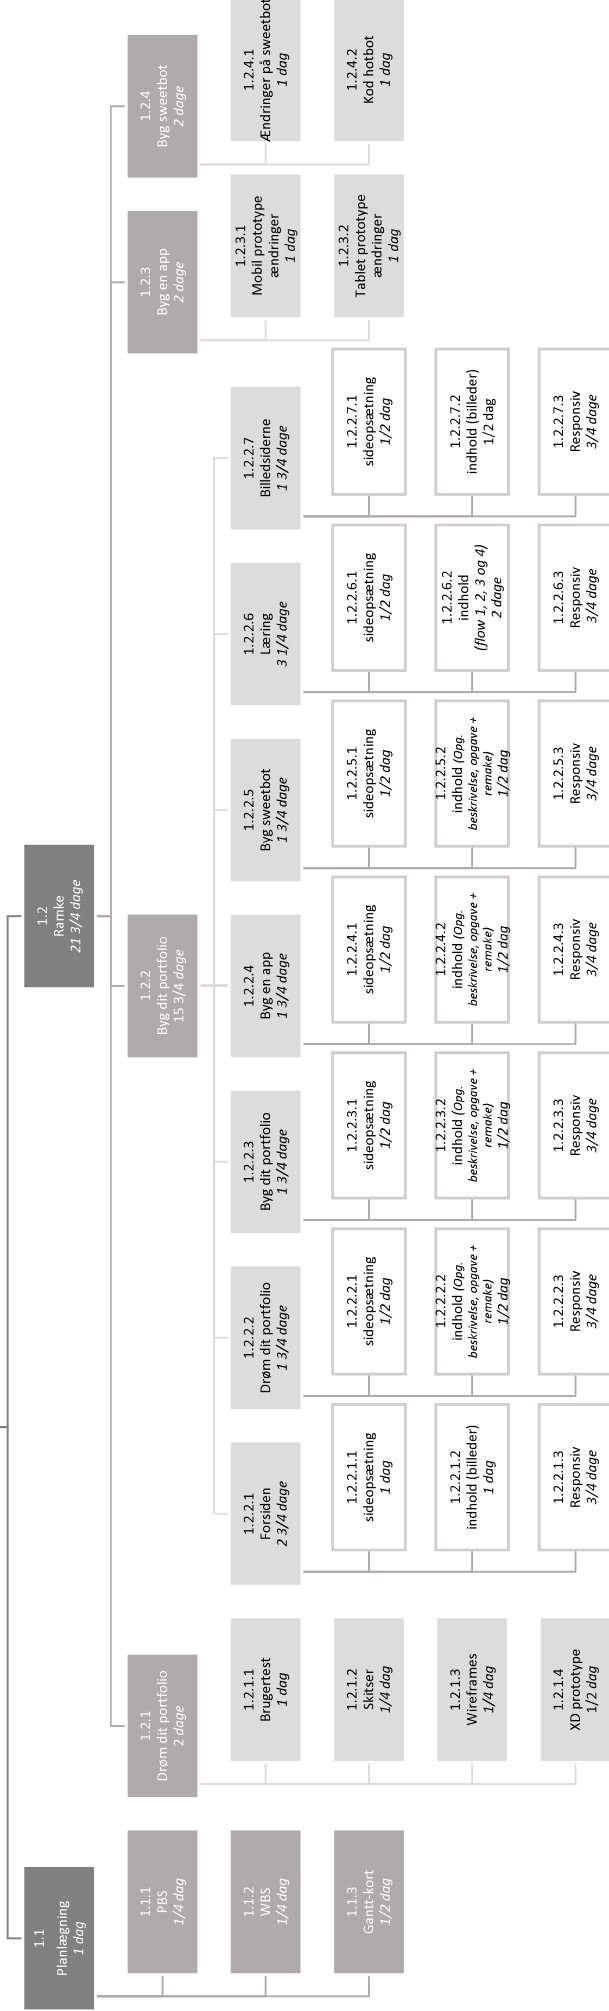 1.1
Planlægning
1 dag
1.1.1
PBS
1/4 dag
1.1.2
WBS
1/4 dag
1.1.3
Gantt-kort
1/2 dag
1.2
Ramke
21 3/4 dage
1.2.1
Drøm dit portfolio
2 dage
1.2.1.1
Brugertest
1 dag
1.2.1.2
Skitser
1/4 dag
1.2.1.3
Wireframes
1/4 dag
1.2.1.4
XD prototype
1/2 dag
1.2.2
Byg dit portfolio
15 3/4 dage
1.2.2.1
Forsiden
2 3/4 dage
1.2.2.1.1
sideopsætning
1 dag
1.2.2.1.2
indhold (billeder)
1 dag
1.2.2.1.3
Responsiv
3/4 dage
1.2.2.2
Drøm dit portfolio
1 3/4 dage
1.2.2.2.1
sideopsætning
1/2 dag
1.2.2.2.2
indhold (Opg.
beskrivelse, opgave +
remake)
1/2 dag
1.2.2.2.3
Responsiv
3/4 dage
1.2.2.3
Byg dit portfolio
1 3/4 dage
1.2.2.3.1
sideopsætning
1/2 dag
1.2.2.3.2
indhold (Opg.
beskrivelse, opgave +
remake)
1/2 dag
1.2.2.3.3
Responsiv
3/4 dage
1.2.2.4
Byg en app
1 3/4 dage
1.2.2.4.1
sideopsætning
1/2 dag
1.2.2.4.2
indhold (Opg.
beskrivelse, opgave +
remake)
1/2 dag
1.2.2.4.3
Responsiv
3/4 dage
1.2.2.5
Byg sweetbot
1 3/4 dage
1.2.2.5.1
sideopsætning
1/2 dag
1.2.2.5.2
indhold (Opg.
beskrivelse, opgave +
remake)
1/2 dag
1.2.2.5.3
Responsiv
3/4 dage
1.2.2.6
Læring
3 1/4 dage
1.2.2.6.1
sideopsætning
1/2 dag
1.2.2.6.2
indhold
(flow 1, 2, 3 og 4)
2 dage
1.2.2.6.3
Responsiv
3/4 dage
1.2.2.7
Billedsiderne
1 3/4 dage
1.2.2.7.1
sideopsætning
1/2 dag
1.2.2.7.2
indhold (billeder)
1/2 dag
1.2.2.7.3
Responsiv
3/4 dage
1.2.3
Byg en app
2 dage
1.2.3.1
Mobil prototype
ændringer
1 dag
1.2.3.2
Tablet prototype
ændringer
1 dag
1.2.4
Byg sweetbot
2 dage
1.2.4.1
Ændringer på sweetbot
1 dag
1.2.4.2
Kod hotbot
1 dag